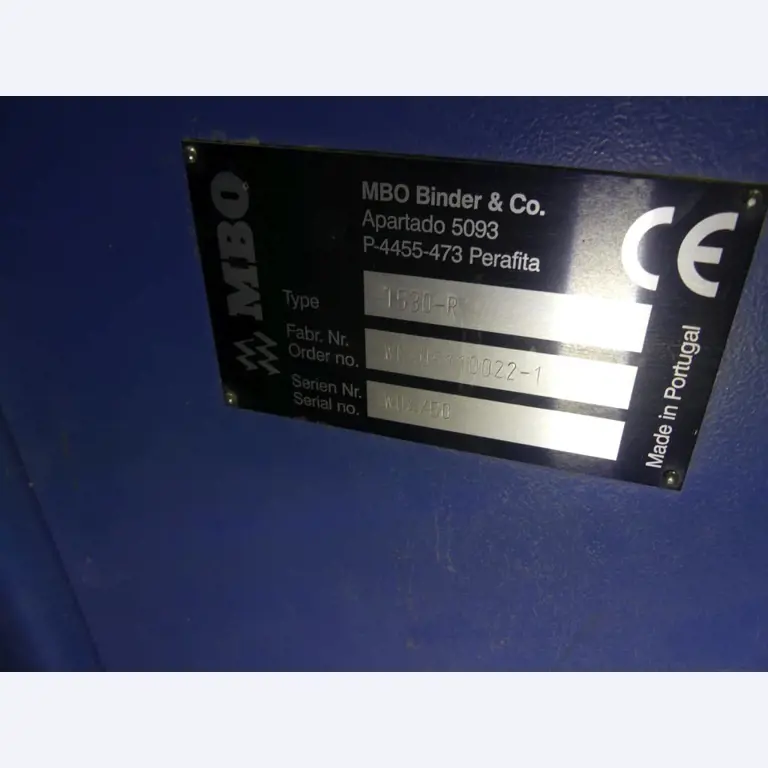 MBO
MBO Binder & Co.
Apartado 5093
P-4455-473 Perafita
CE
Type
Fabr. Nr.
Order no.
Serien Nr.
Serial no.
Made in Portugal